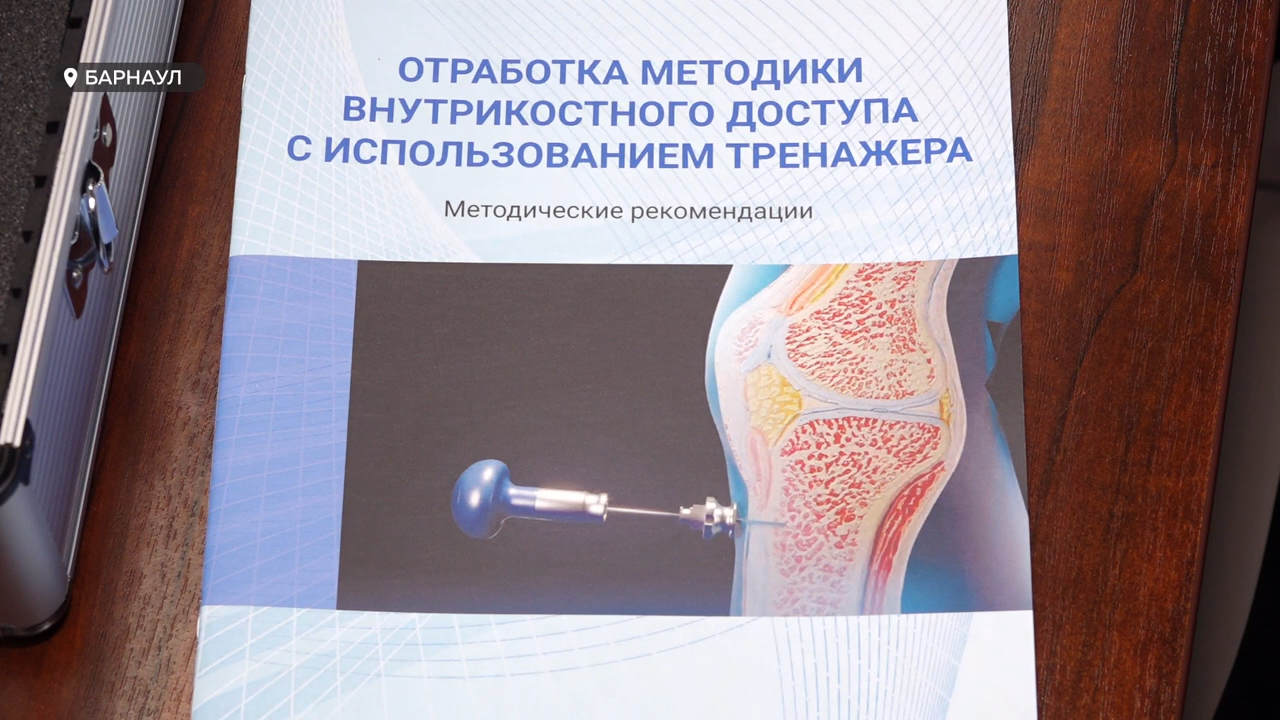 БАРНАУЛ
ОТРАБОТКА МЕТОДИКИ
ВНУТРИКОСТНОГО ДОСТУПА
С ИСПОЛЬЗОВАНИЕМ ТРЕНАЖЕРА
Методические рекомендации